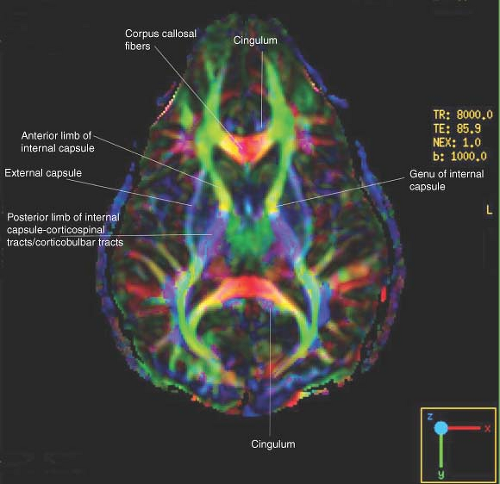 Corpus callosal
fibers
Cingulum
TR: 8000.0
TE: 85.9
NEX: 1.0
b: 1000.0
Anterior limb of
internal capsule
External capsule
Genu of internal
capsule
L
Posterior limb of internal
capsule-corticospinal
tracts/corticobulbar tracts
z
x
y
Cingulum